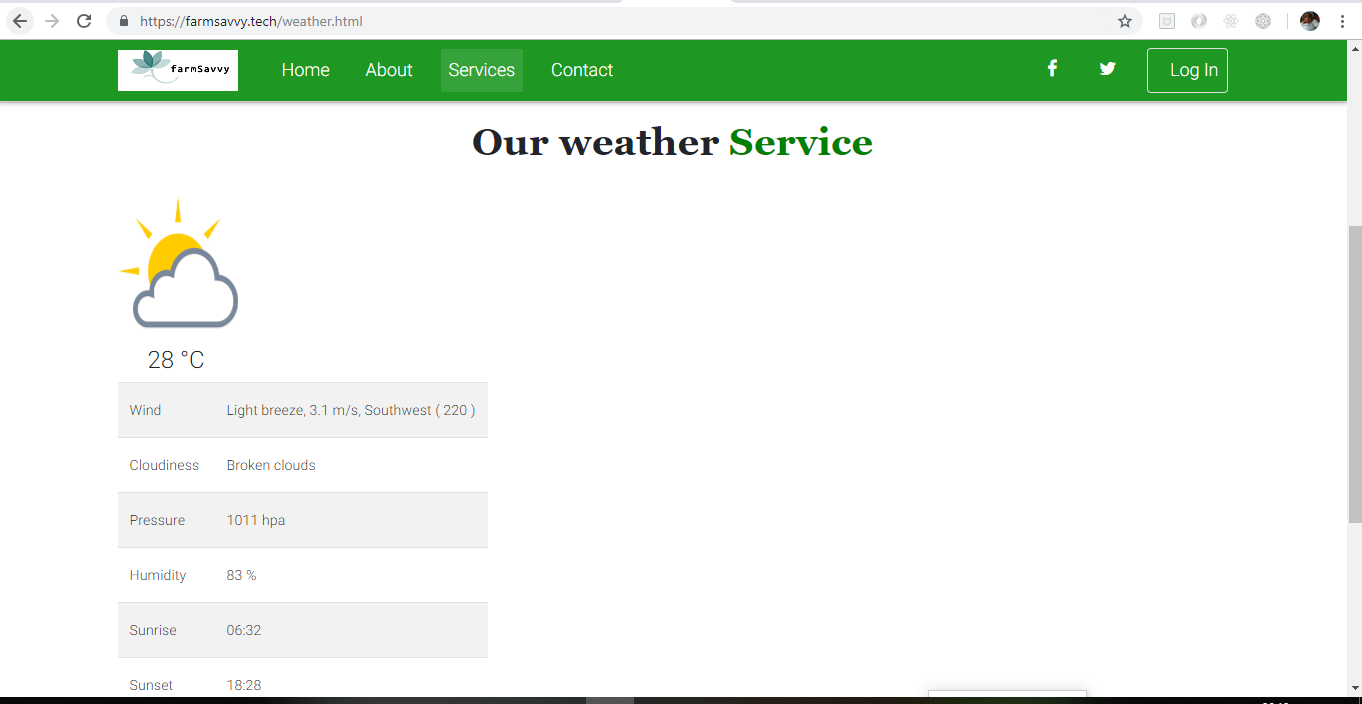 https://farmsavvy.tech/weather.html
farmSavvy Home About Services Contact f Log In
Our weather Service
28 °C
Wind Light breeze, 3.1 m/s, Southwest ( 220 )
Cloudiness Broken clouds
Pressure 1011 hpa
Humidity 83 %
Sunrise 06:32
Sunset 18:28